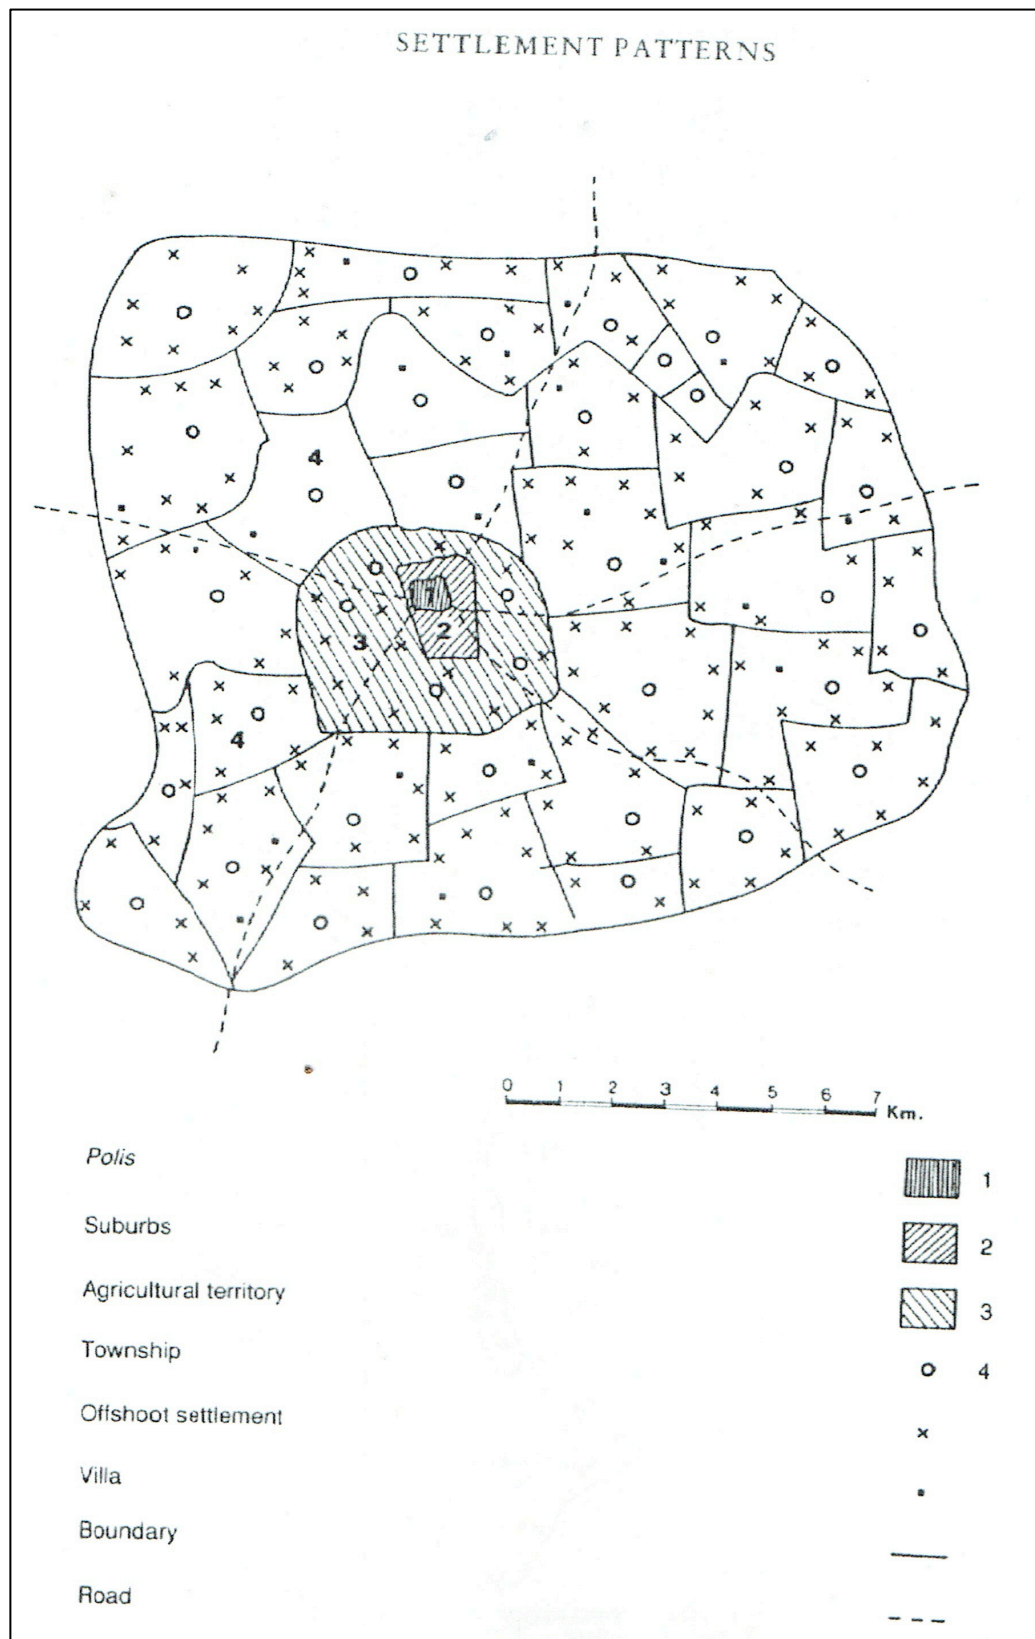 SETTLEMENT PATTERNS
4
1
2
3
4
0 1 2 3 4 5 6 7 Km.
Polis 1
Suburbs 2
Agricultural territory 3
Township 4
Offshoot settlement
Villa
Boundary
Road